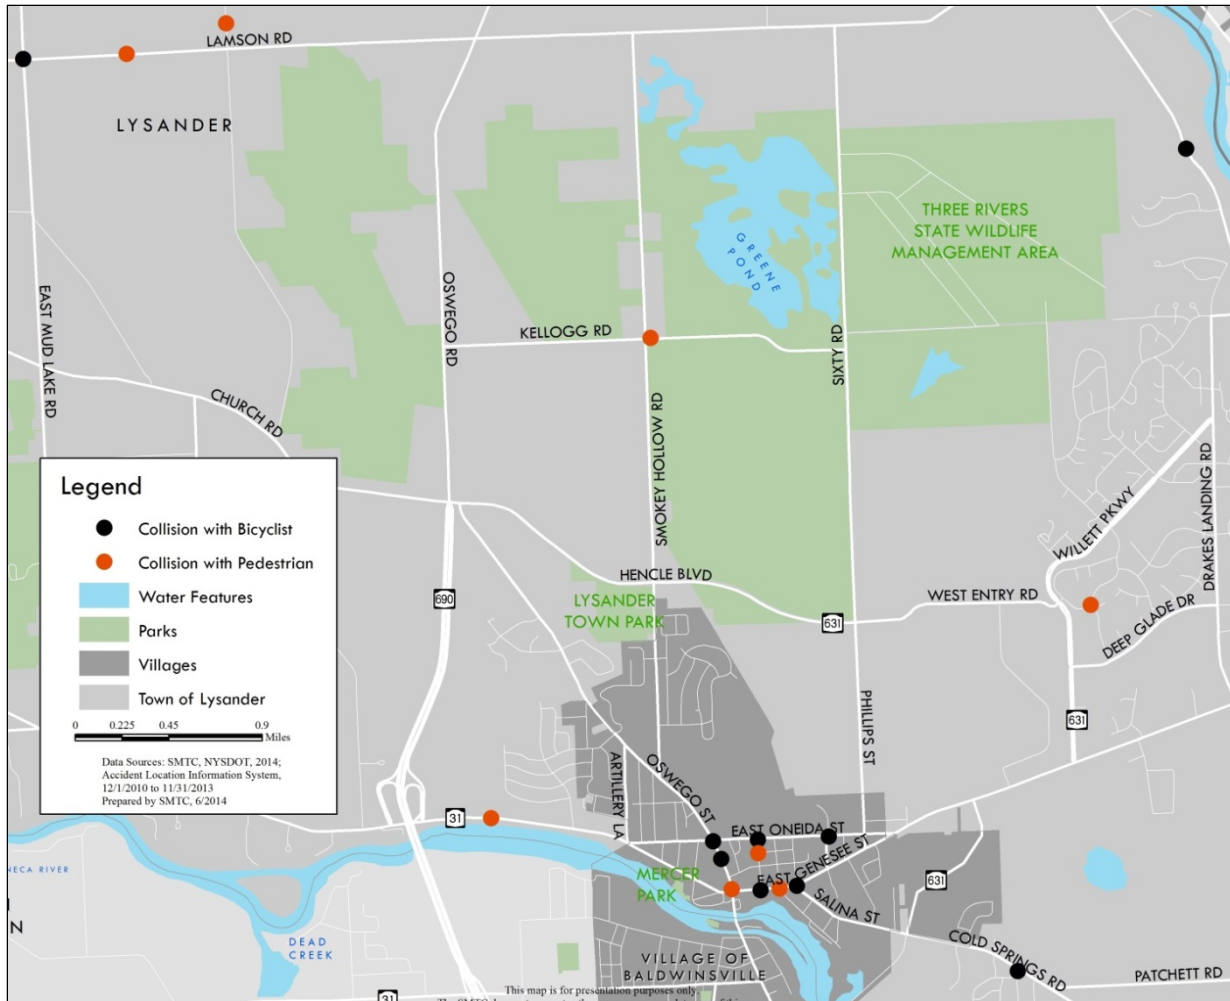 LAMSON RD
LYSANDER
THREE RIVERS
STATE WILDLIFE
MANAGEMENT AREA
GREENE
POND
EAST MUD LAKE RD
OSWEGO RD
KELLOGG RD
SIXTY RD
CHURCH RD
SMOKEY HOLLOW RD
WILLETT PKWY
DRAKES LANDING RD
Legend
Collision with Bicyclist
Collision with Pedestrian
Water Features
Parks
Villages
Town of Lysander
0 0.225 0.45 0.9
Miles
Data Sources: SMTC, NYSDOT, 2014;
Accident Location Information System,
12/1/2010 to 11/31/2013
Prepared by SMTC, 6/2014
HENCLE BLVD
690
LYSANDER
TOWN PARK
WEST ENTRY RD
631
DEEP GLADE DR
631
PHILLIPS ST
ARTILLERY LA
OSWEGO ST
31
EAST ONEIDA ST
EAST GENESEE ST
MERCER
PARK
SALINA ST
631
NECA RIVER
N
DEAD
CREEK
COLD SPRINGS RD
PATCHETT RD
VILLAGE OF
BALDWINSVILLE
This map is for presentation purposes only.
31